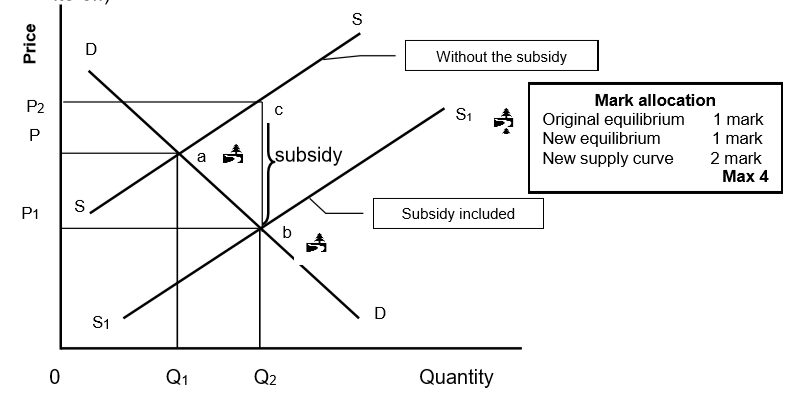 Price
S
D
Without the subsidy
P2
c
P
S1
Mark allocation
Original equilibrium 1 mark
New equilibrium 1 mark
New supply curve 2 mark
Max 4
a
subsidy
S
P1
Subsidy included
b
S1
D
0 Q1 Q2 Quantity